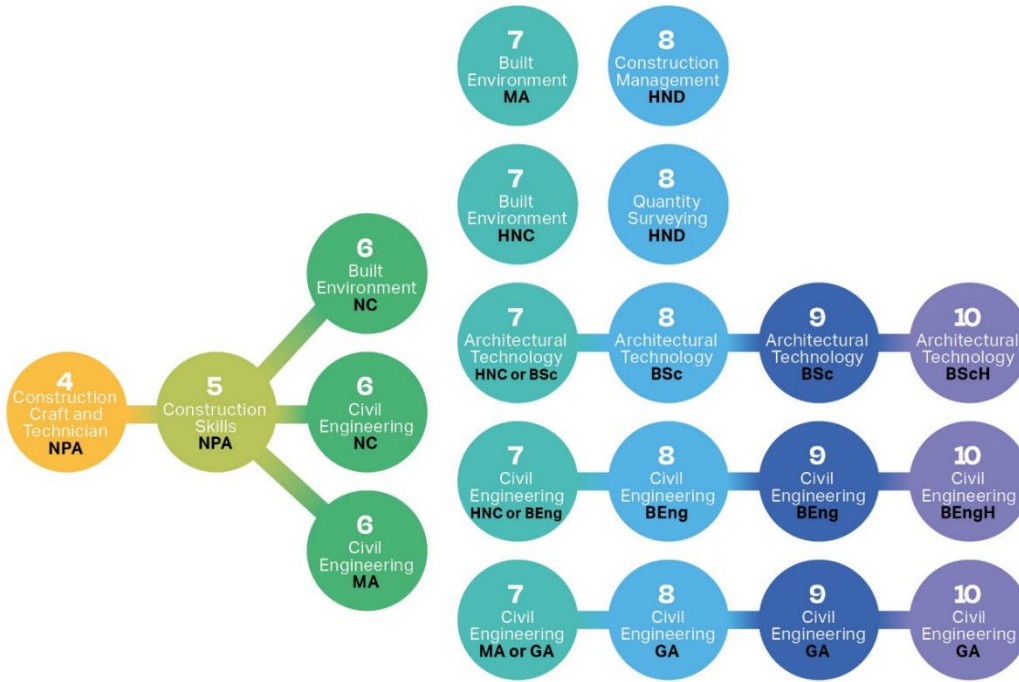 7
Built
Environment
MA
8
Construction
Management
HND
7
Built
Environment
HNC
8
Quantity
Surveying
HND
6
Built
Environment
NC
7
Architectural
Technology
HNC or BSc
8
Architectural
Technology
BSc
9
Architectural
Technology
BSc
10
Architectural
Technology
BScH
4
Construction
Craft and
Technician
NPA
5
Construction
Skills
NPA
6
Civil
Engineering
NC
7
Civil
Engineering
HNC or BEng
8
Civil
Engineering
BEng
9
Civil
Engineering
BEng
10
Civil
Engineering
BEngH
6
Civil
Engineering
MA
7
Civil
Engineering
MA or GA
8
Civil
Engineering
GA
9
Civil
Engineering
GA
10
Civil
Engineering
GA